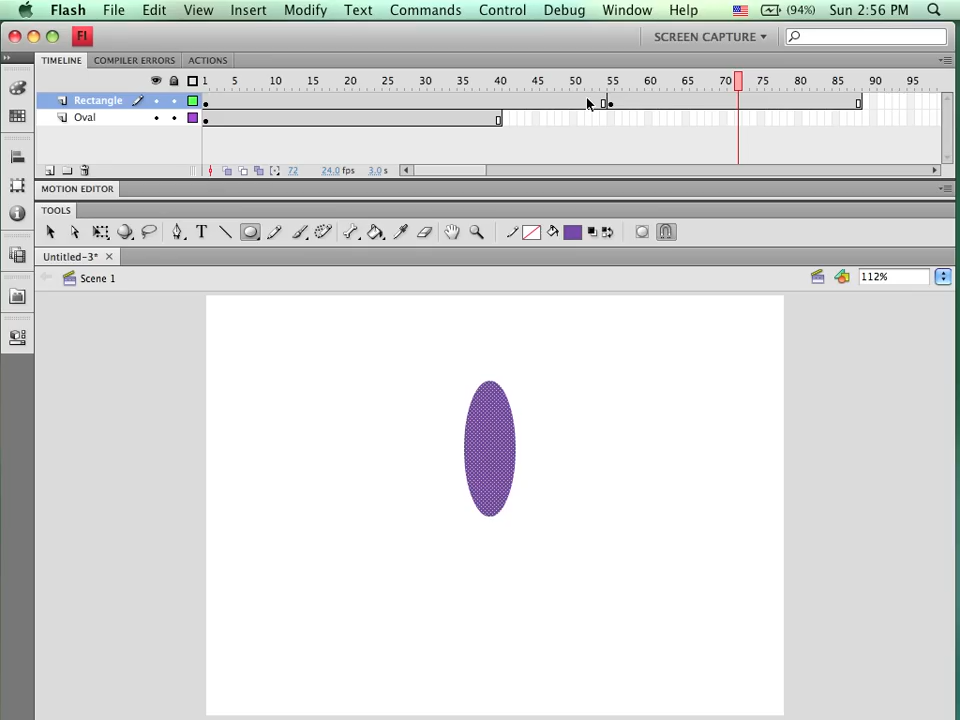 Flash File Edit View Insert Modify Text Commands Control Debug Window Help (94%) Sun 2:56 PM
Fl SCREEN CAPTURE
TIMELINE COMPILER ERRORS ACTIONS
1 5 10 15 20 25 30 35 40 45 50 55 60 65 70 75 80 85 90 95
Rectangle
Oval
72 24.0 fps 3.0 s
MOTION EDITOR
TOOLS
T
Untitled-3*
Scene 1 112%